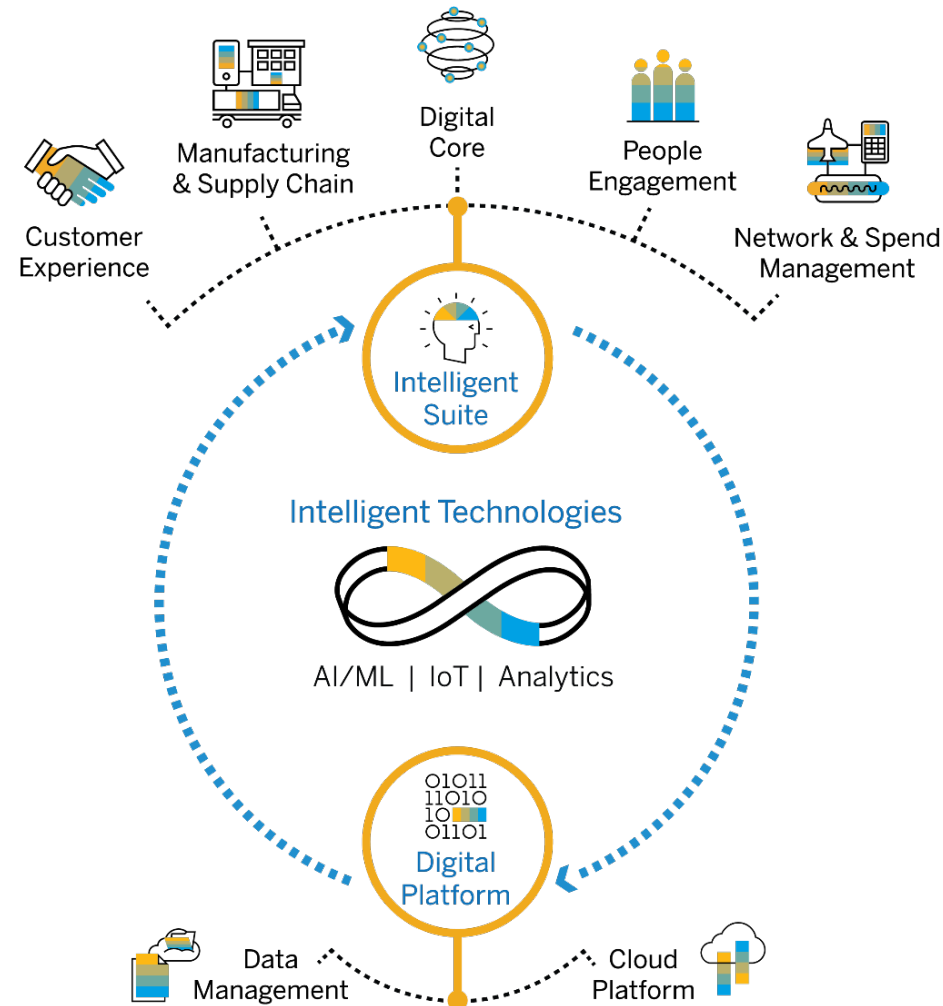 Digital
Core
Manufacturing
& Supply Chain
People
Engagement
Customer
Experience
Network & Spend
Management
Intelligent
Suite
Intelligent Technologies
AI/ML | IoT | Analytics
01011
11010
10
01101
Digital
Platform
Data
Management
Cloud
Platform